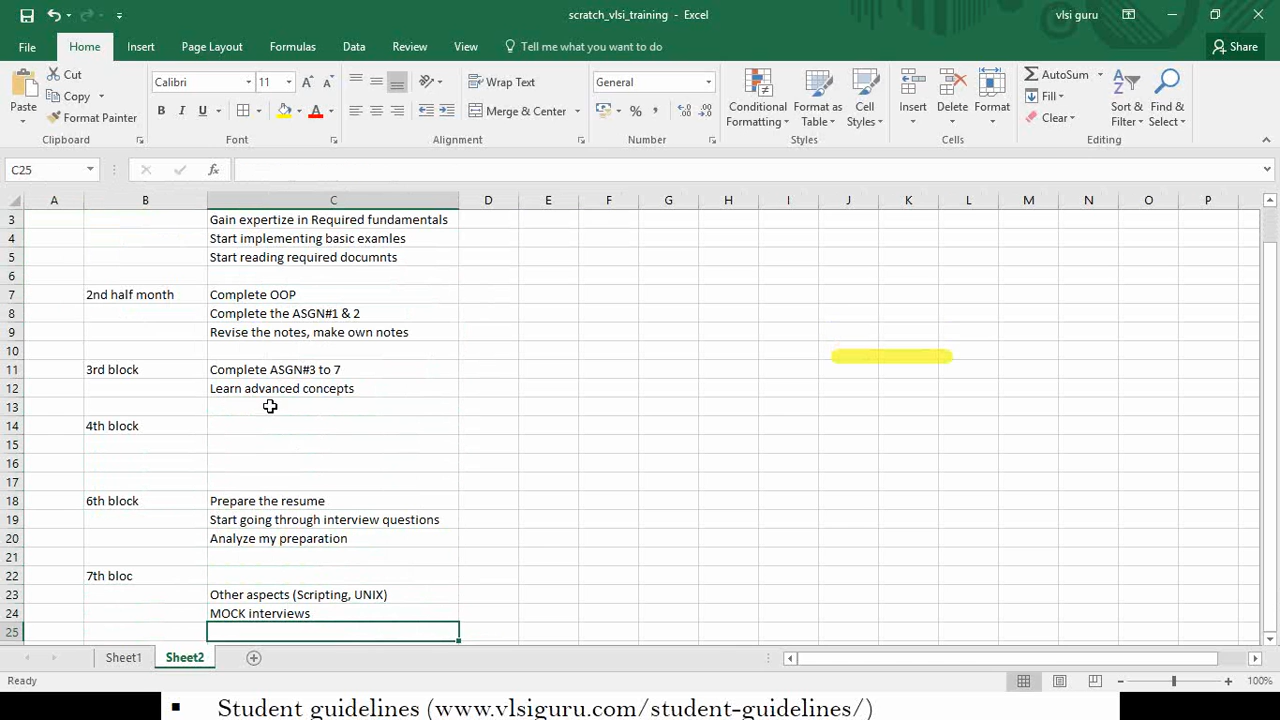 scratch_vlsi_training - Excel
vlsi guru
File
Home
Insert
Page Layout
Formulas
Data
Review
View
Tell me what you want to do
Share
Paste
Cut
Copy
Format Painter
Clipboard
Calibri
11
B I U
Font
Wrap Text
Merge & Center
Alignment
General
Number
Conditional Formatting
Format as Table
Cell Styles
Styles
Insert
Delete
Format
Cells
AutoSum
Fill
Clear
Sort & Filter
Find & Select
Editing
C25
fx
A B C D E F G H I J K L M N O P
3 Gain expertize in Required fundamentals
4 Start implementing basic examles
5 Start reading required documnts
6
7 2nd half month Complete OOP
8 Complete the ASGN#1 & 2
9 Revise the notes, make own notes
10
11 3rd block Complete ASGN#3 to 7
12 Learn advanced concepts
13
14 4th block
15
16
17
18 6th block Prepare the resume
19 Start going through interview questions
20 Analyze my preparation
21
22 7th bloc
23 Other aspects (Scripting, UNIX)
24 MOCK interviews
25
Sheet1
Sheet2
Ready
100%
▪ Student guidelines (www.vlsiguru.com/student-guidelines/)